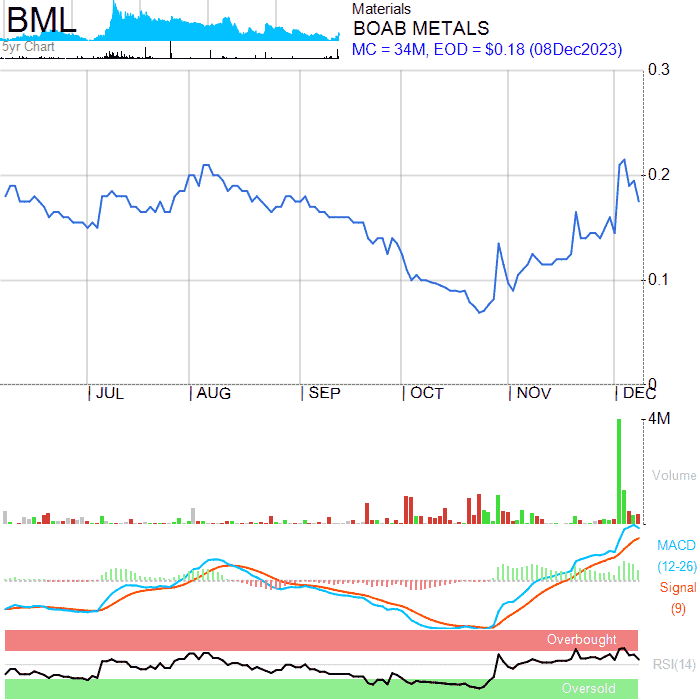 BML
5yr Chart
Materials
BOAB METALS
MC = 34M, EOD = $0.18 (08Dec2023)
0.3
0.2
0.1
0
JUL AUG SEP OCT NOV DEC
4M
Volume
MACD
(12-26)
Signal
(9)
Overbought
RSI(14)
Oversold